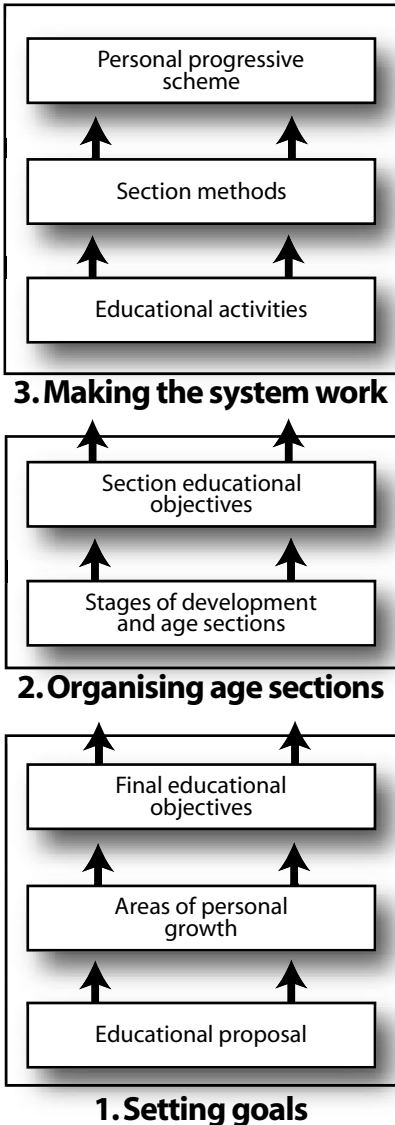 Personal progressive
scheme
Section methods
Educational activities
3. Making the system work
Section educational
objectives
Stages of development
and age sections
2. Organising age sections
Final educational
objectives
Areas of personal
growth
Educational proposal
1. Setting goals